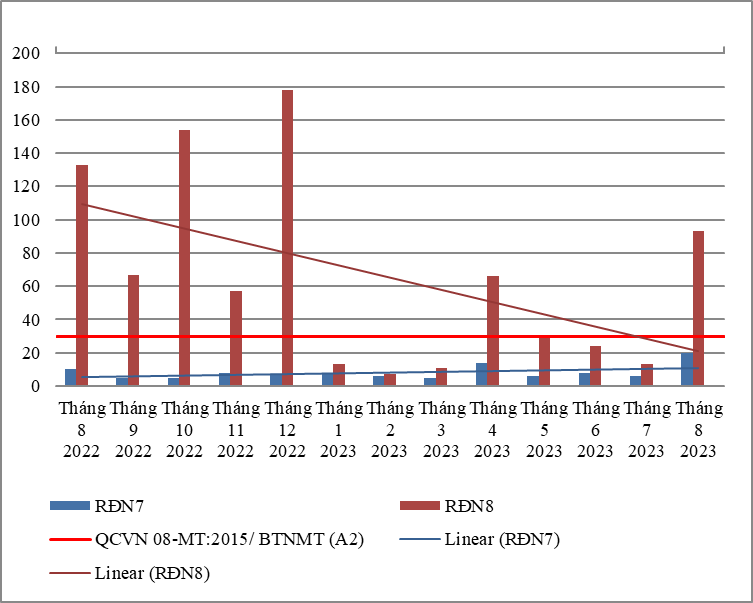 200
180
160
140
120
100
80
60
40
20
0
Tháng Tháng Tháng Tháng Tháng Tháng Tháng Tháng Tháng Tháng Tháng Tháng Tháng
8 9 10 11 12 1 2 3 4 5 6 7 8
2022 2022 2022 2022 2022 2023 2023 2023 2023 2023 2023 2023 2023
RĐN7 RĐN8
QCVN 08-MT:2015/ BTNMT (A2) Linear (RĐN7)
Linear (RĐN8)